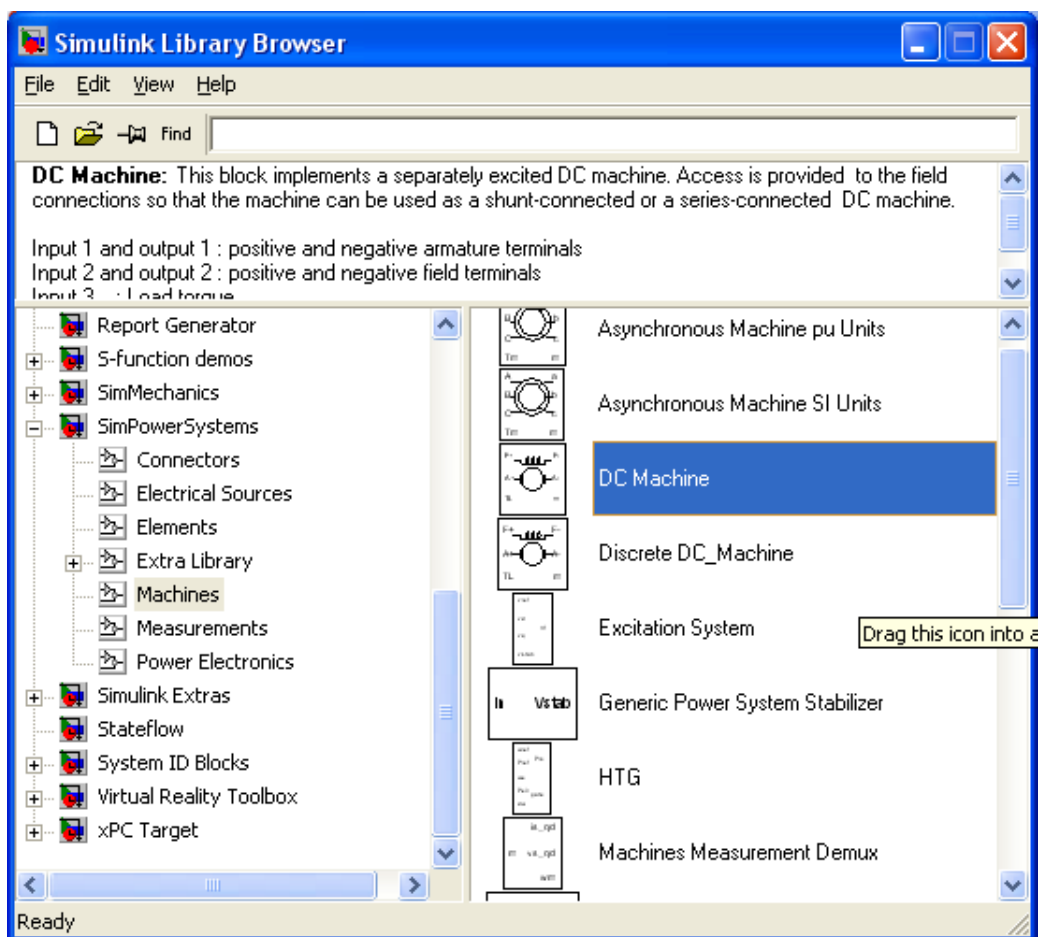 Simulink Library Browser
File Edit View Help
Find
DC Machine: This block implements a separately excited DC machine. Access is provided to the field
connections so that the machine can be used as a shunt-connected or a series-connected DC machine.
Input 1 and output 1 : positive and negative armature terminals
Input 2 and output 2 : positive and negative field terminals
Input 3 : Load torque
Report Generator
S-function demos
SimMechanics
SimPowerSystems
Connectors
Electrical Sources
Elements
Extra Library
Machines
Measurements
Power Electronics
Simulink Extras
Stateflow
System ID Blocks
Virtual Reality Toolbox
xPC Target
Asynchronous Machine pu Units
Asynchronous Machine SI Units
DC Machine
Discrete DC_Machine
Excitation System
Drag this icon into a
In Vstab
Generic Power System Stabilizer
HTG
Machines Measurement Demux
Ready